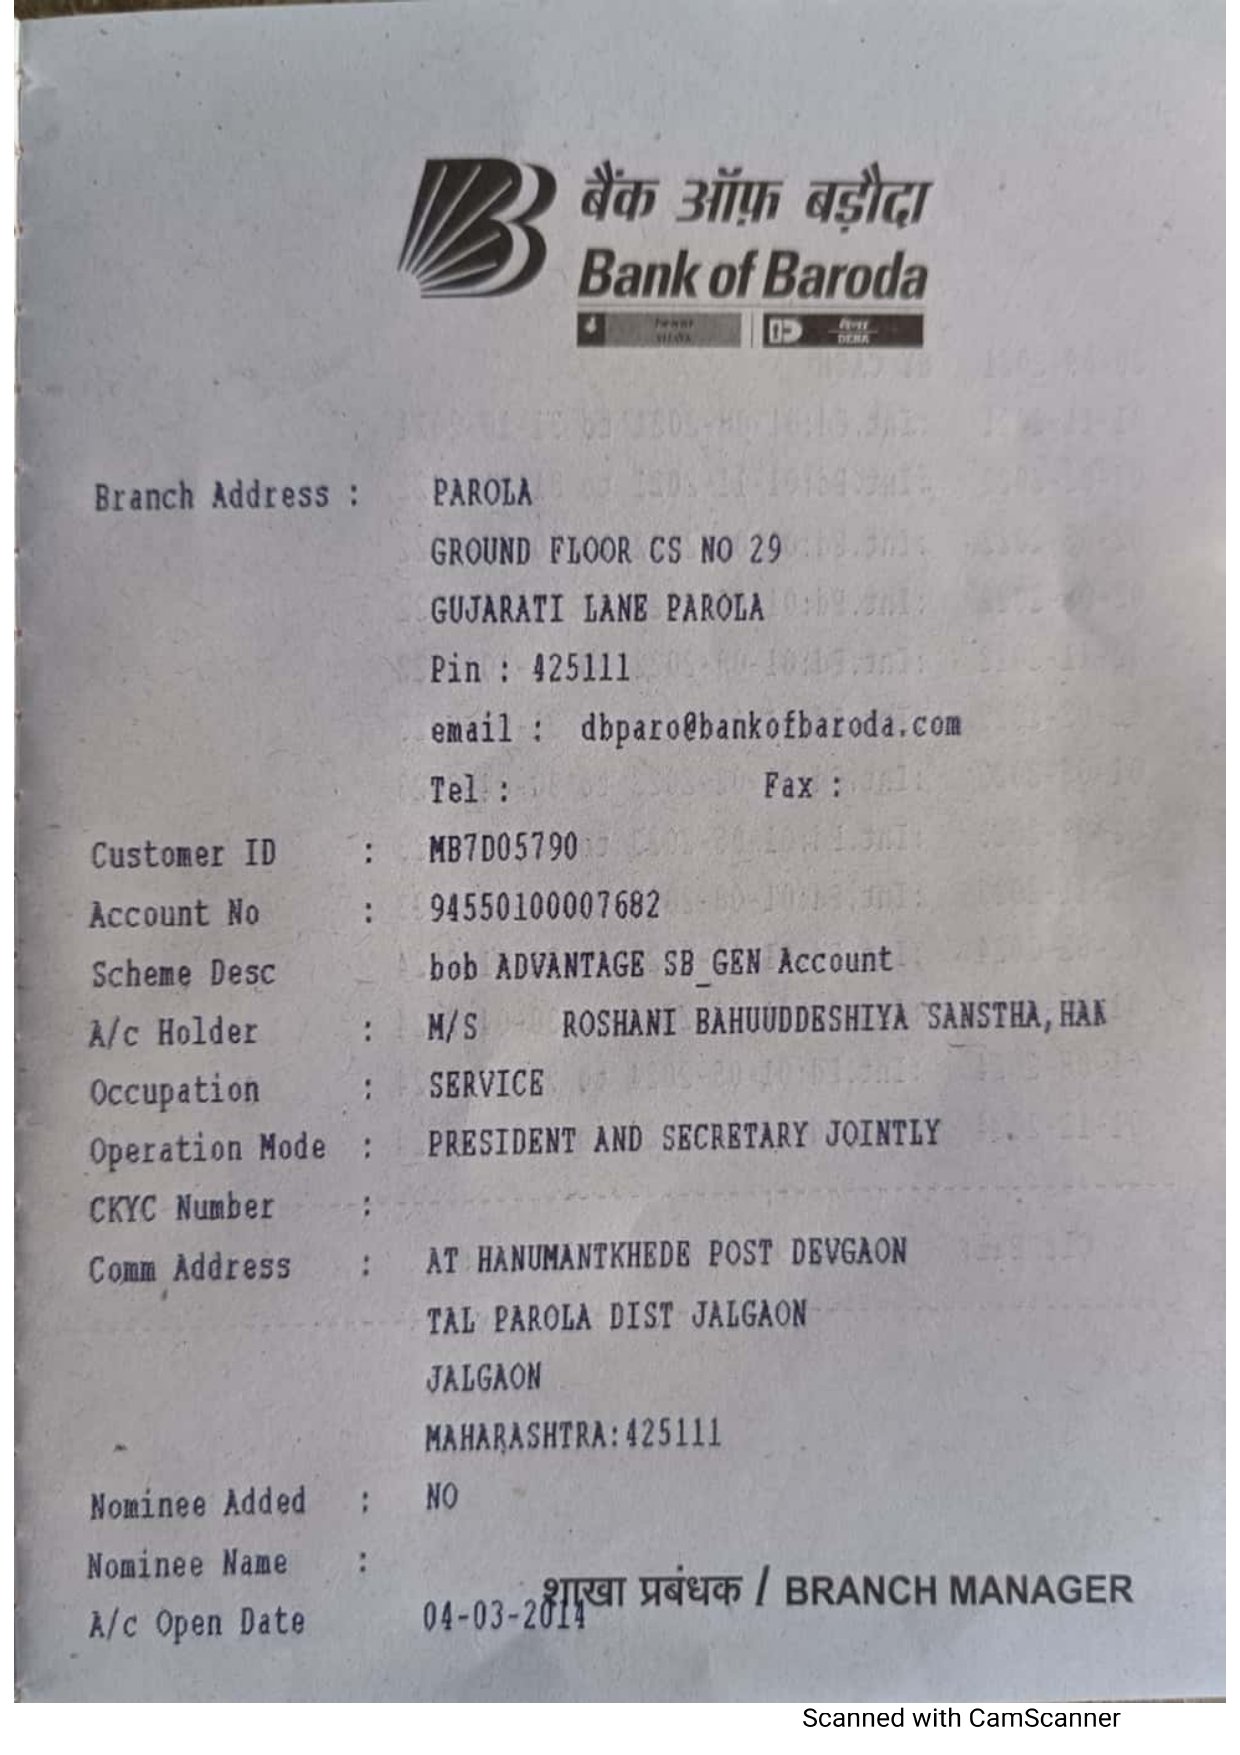 बैंक ऑफ़ बड़ौदा
Bank of Baroda
DENA
Branch Address : PAROLA
GROUND FLOOR CS NO 29
GUJARATI LANE PAROLA
Pin : 425111
email : dbparo@bankofbaroda.com
Tel : Fax :
Customer ID : MB7D05790
Account No : 94550100007682
Scheme Desc bob ADVANTAGE SB_GEN Account
A/c Holder : M/S ROSHANI BAHUUDDESHIYA SANSTHA,HAN
Occupation : SERVICE
Operation Mode : PRESIDENT AND SECRETARY JOINTLY
CKYC Number :
Comm Address : AT HANUMANTKHEDE POST DEVGAON
TAL PAROLA DIST JALGAON
JALGAON
MAHARASHTRA:425111
Nominee Added : NO
Nominee Name :
शाखा प्रबंधक / BRANCH MANAGER
A/c Open Date 04-03-2014
Scanned with CamScanner